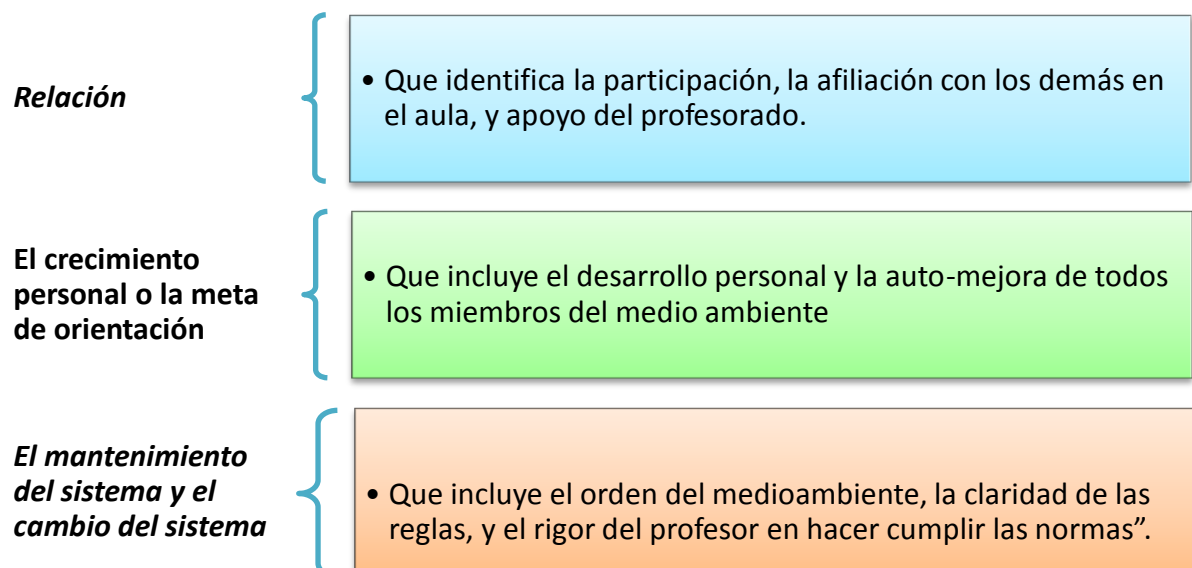 Relación
• Que identifica la participación, la afiliación con los demás en
el aula, y apoyo del profesorado.
El crecimiento
personal o la meta
de orientación
• Que incluye el desarrollo personal y la auto-mejora de todos
los miembros del medio ambiente
El mantenimiento
del sistema y el
cambio del sistema
• Que incluye el orden del medioambiente, la claridad de las
reglas, y el rigor del profesor en hacer cumplir las normas”.